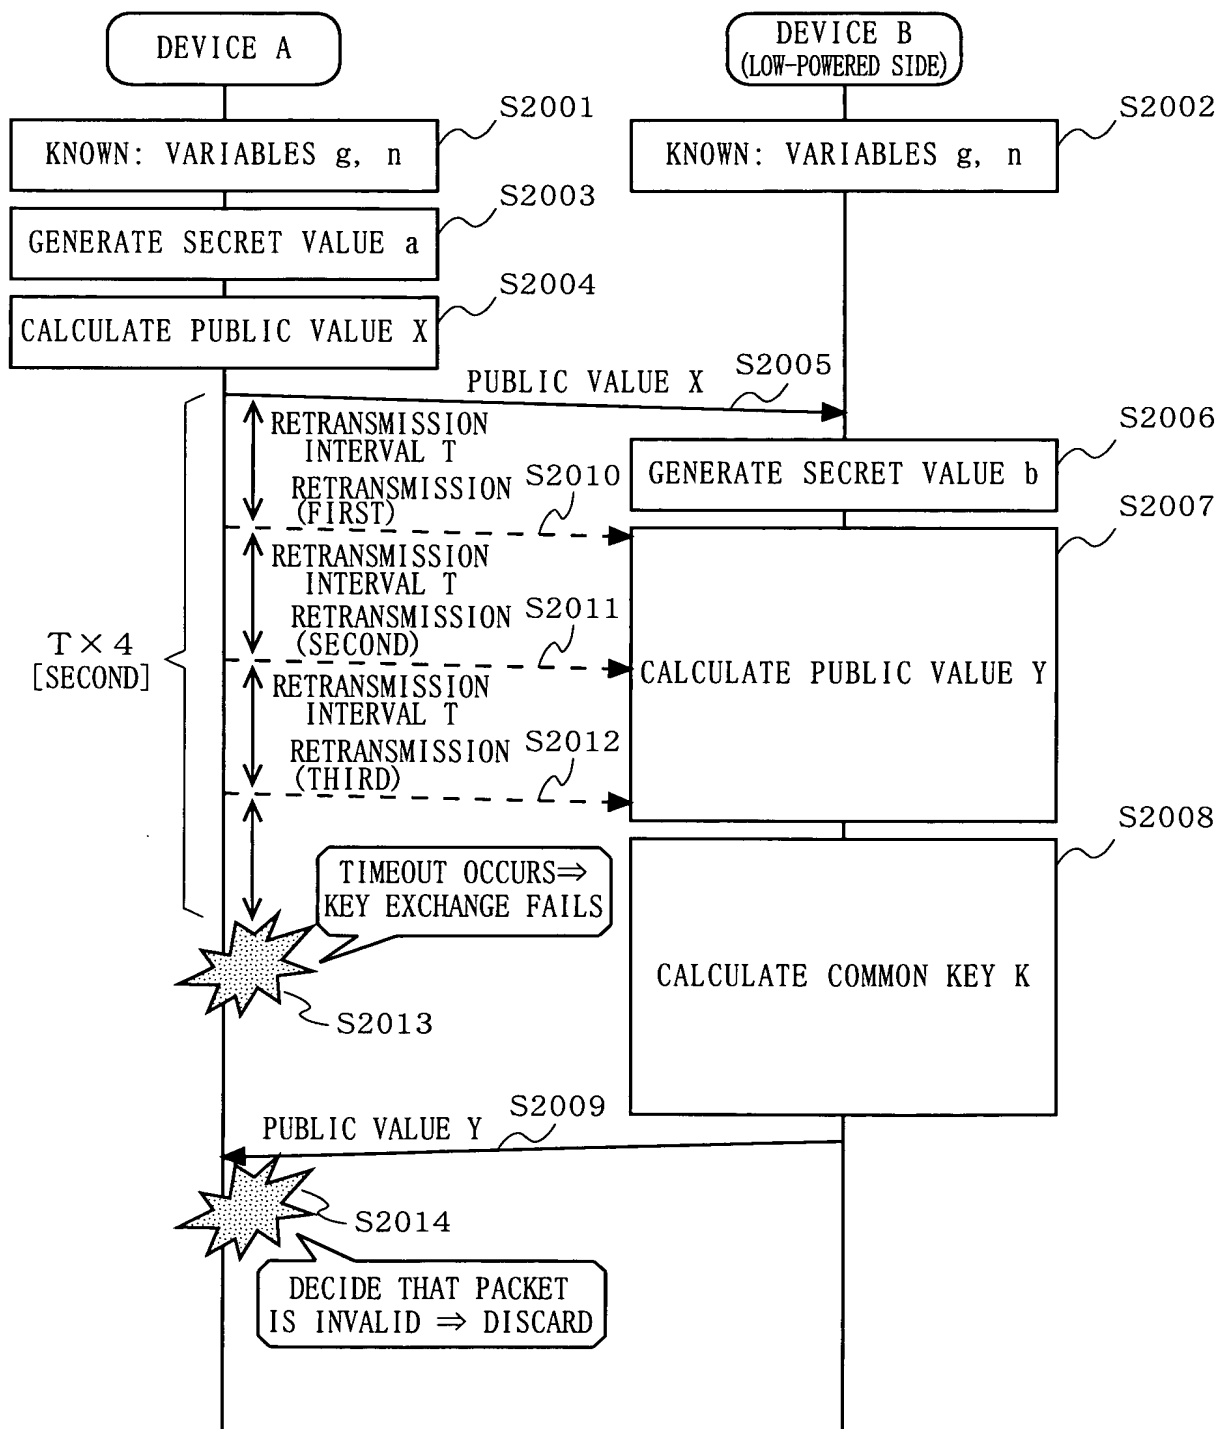 DEVICE A
DEVICE B
(LOW-POWERED SIDE)
S2001
KNOWN: VARIABLES g, n
S2002
KNOWN: VARIABLES g, n
S2003
GENERATE SECRET VALUE a
S2004
CALCULATE PUBLIC VALUE X
PUBLIC VALUE X
S2005
S2006
GENERATE SECRET VALUE b
RETRANSMISSION
INTERVAL T
RETRANSMISSION
(FIRST)
S2010
S2007
RETRANSMISSION
INTERVAL T
RETRANSMISSION
(SECOND)
S2011
T×4
[SECOND]
CALCULATE PUBLIC VALUE Y
RETRANSMISSION
INTERVAL T
RETRANSMISSION
(THIRD)
S2012
S2008
TIMEOUT OCCURS⇒
KEY EXCHANGE FAILS
CALCULATE COMMON KEY K
S2013
PUBLIC VALUE Y
S2009
S2014
DECIDE THAT PACKET
IS INVALID ⇒ DISCARD